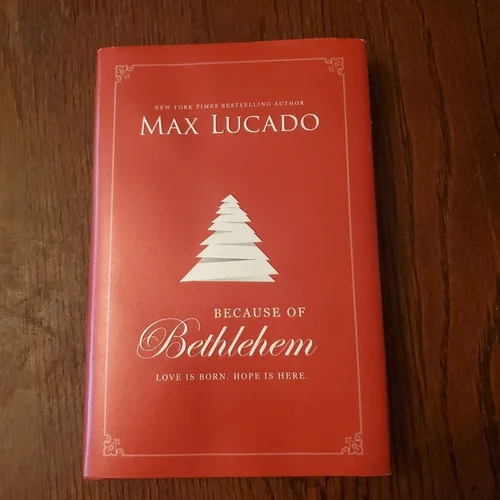 NEW YORK TIMES BESTSELLING AUTHOR
MAX LUCADO
BECAUSE OF
Bethlehem
LOVE IS BORN. HOPE IS HERE.